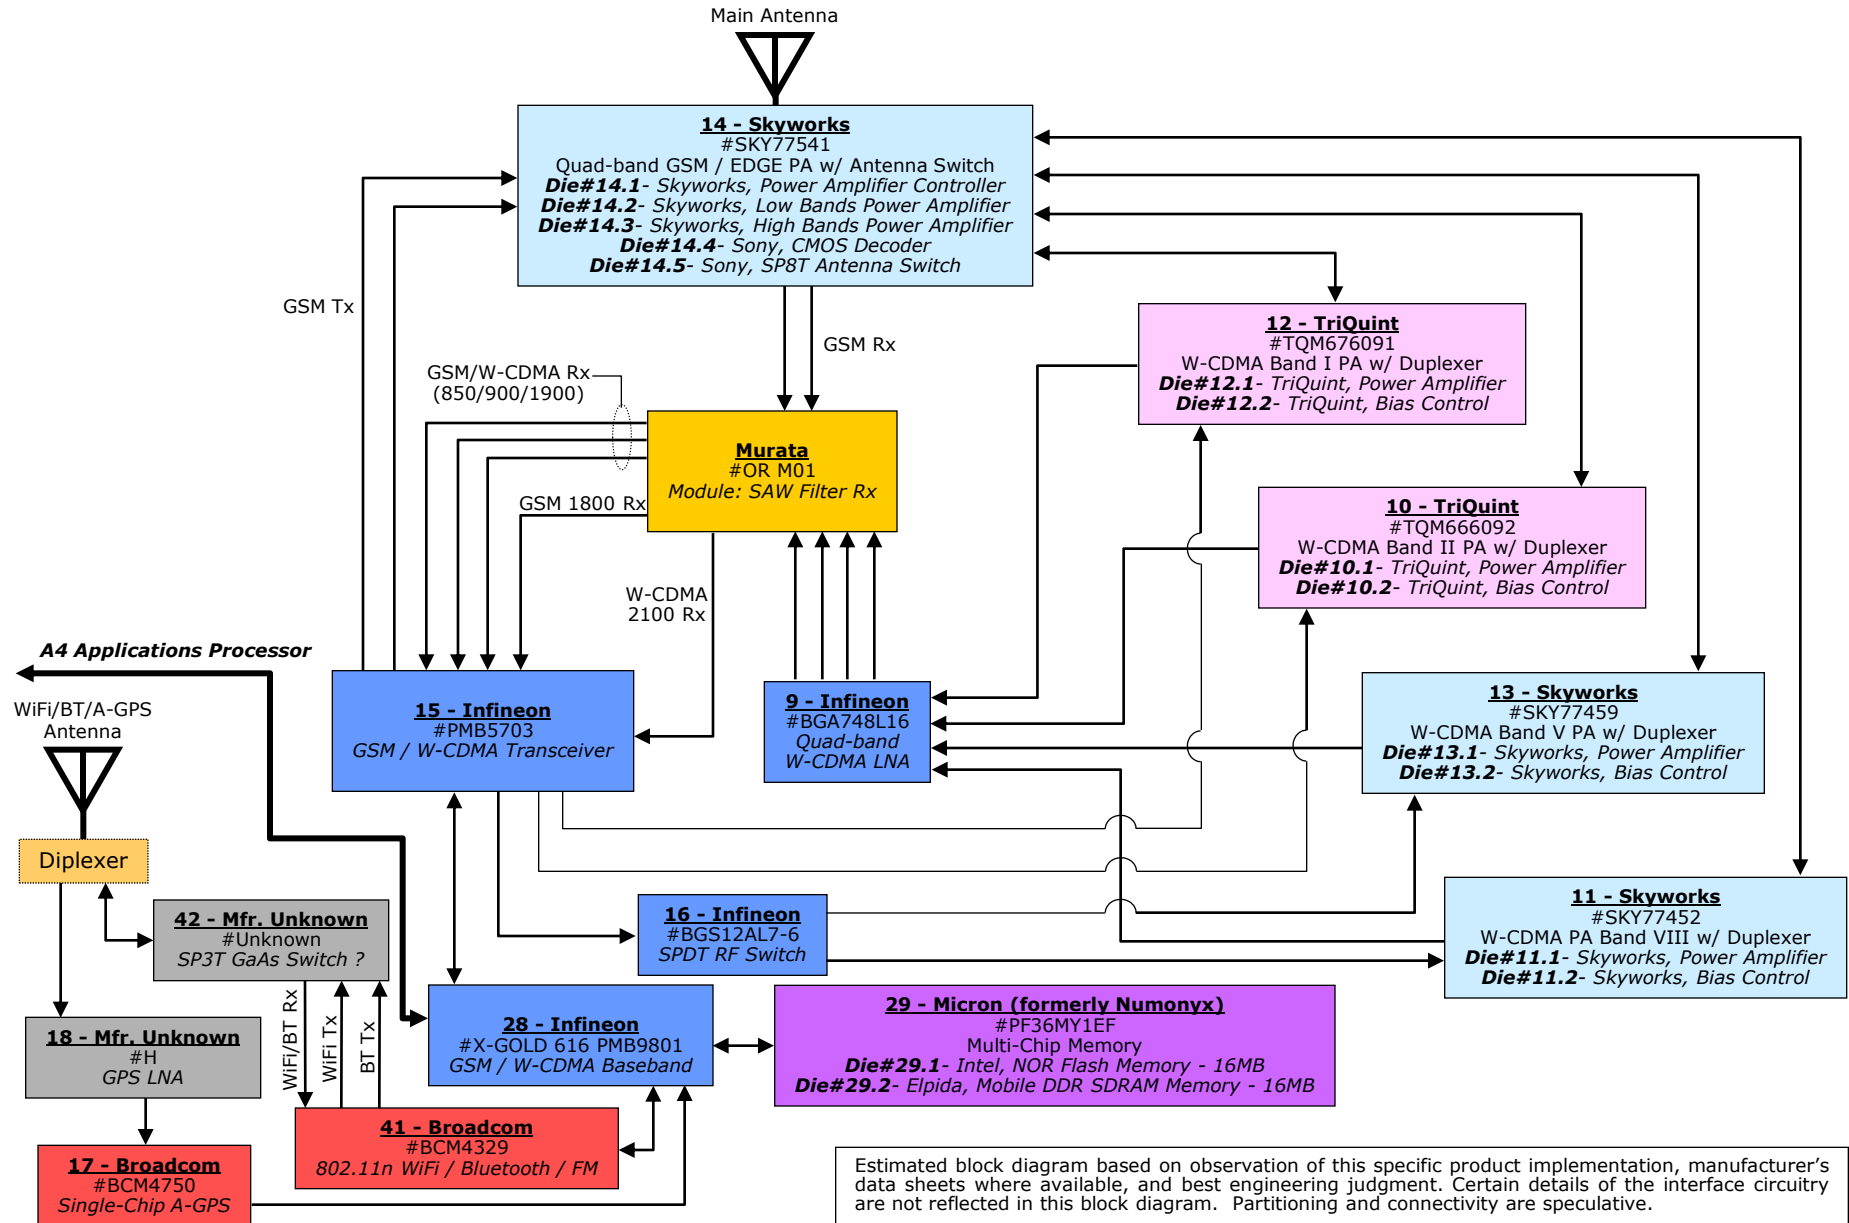 Main Antenna
14 - Skyworks
#SKY77541
Quad-band GSM / EDGE PA w/ Antenna Switch
Die#14.1- Skyworks, Power Amplifier Controller
Die#14.2- Skyworks, Low Bands Power Amplifier
Die#14.3- Skyworks, High Bands Power Amplifier
Die#14.4- Sony, CMOS Decoder
Die#14.5- Sony, SP8T Antenna Switch
GSM Tx
GSM Rx
12 - TriQuint
#TQM676091
W-CDMA Band I PA w/ Duplexer
Die#12.1- TriQuint, Power Amplifier
Die#12.2- TriQuint, Bias Control
GSM/W-CDMA Rx
(850/900/1900)
Murata
#OR M01
Module: SAW Filter Rx
GSM 1800 Rx
10 - TriQuint
#TQM666092
W-CDMA Band II PA w/ Duplexer
Die#10.1- TriQuint, Power Amplifier
Die#10.2- TriQuint, Bias Control
W-CDMA
2100 Rx
A4 Applications Processor
15 - Infineon
#PMB5703
GSM / W-CDMA Transceiver
9 - Infineon
#BGA748L16
Quad-band
W-CDMA LNA
13 - Skyworks
#SKY77459
W-CDMA Band V PA w/ Duplexer
Die#13.1- Skyworks, Power Amplifier
Die#13.2- Skyworks, Bias Control
WiFi/BT/A-GPS
Antenna
Diplexer
42 - Mfr. Unknown
#Unknown
SP3T GaAs Switch ?
16 - Infineon
#BGS12AL7-6
SPDT RF Switch
11 - Skyworks
#SKY77452
W-CDMA PA Band VIII w/ Duplexer
Die#11.1- Skyworks, Power Amplifier
Die#11.2- Skyworks, Bias Control
18 - Mfr. Unknown
#H
GPS LNA
WiFi/BT Rx
WiFi Tx
BT Tx
28 - Infineon
#X-GOLD 616 PMB9801
GSM / W-CDMA Baseband
29 - Micron (formerly Numonyx)
#PF36MY1EF
Multi-Chip Memory
Die#29.1- Intel, NOR Flash Memory - 16MB
Die#29.2- Elpida, Mobile DDR SDRAM Memory - 16MB
41 - Broadcom
#BCM4329
802.11n WiFi / Bluetooth / FM
17 - Broadcom
#BCM4750
Single-Chip A-GPS
Estimated block diagram based on observation of this specific product implementation, manufacturer's
data sheets where available, and best engineering judgment. Certain details of the interface circuitry
are not reflected in this block diagram. Partitioning and connectivity are speculative.